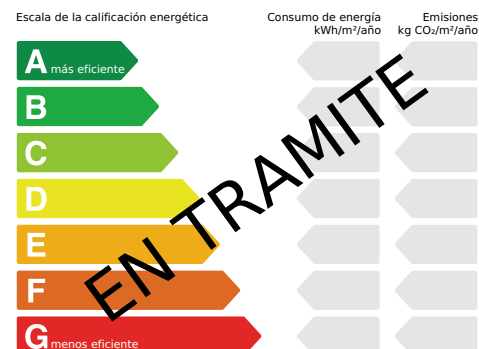 Escala de la calificación energética
Consumo de energía
kWh/m²/año
Emisiones
kg CO₂/m²/año
A más eficiente
B
C
D
E
F
G menos eficiente
EN TRAMITE